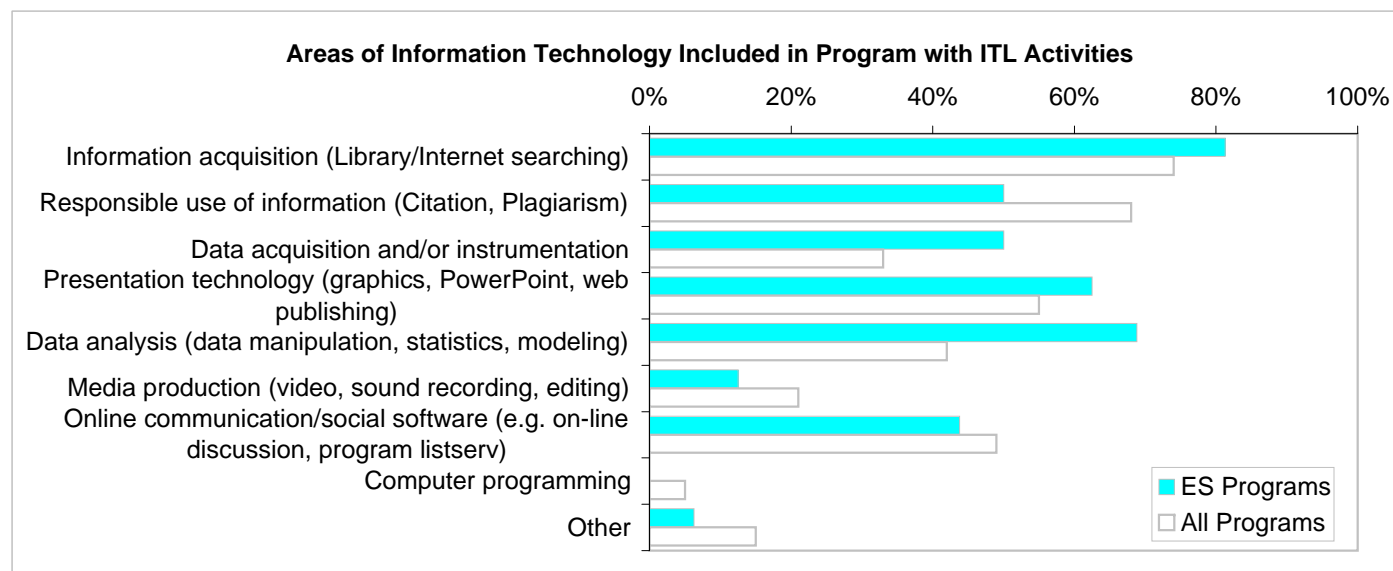 Areas of Information Technology Included in Program with ITL Activities
0% 20% 40% 60% 80% 100%
Information acquisition (Library/Internet searching)
Responsible use of information (Citation, Plagiarism)
Data acquisition and/or instrumentation
Presentation technology (graphics, PowerPoint, web
publishing)
Data analysis (data manipulation, statistics, modeling)
Media production (video, sound recording, editing)
Online communication/social software (e.g. on-line
discussion, program listserv)
Computer programming
Other
ES Programs
All Programs